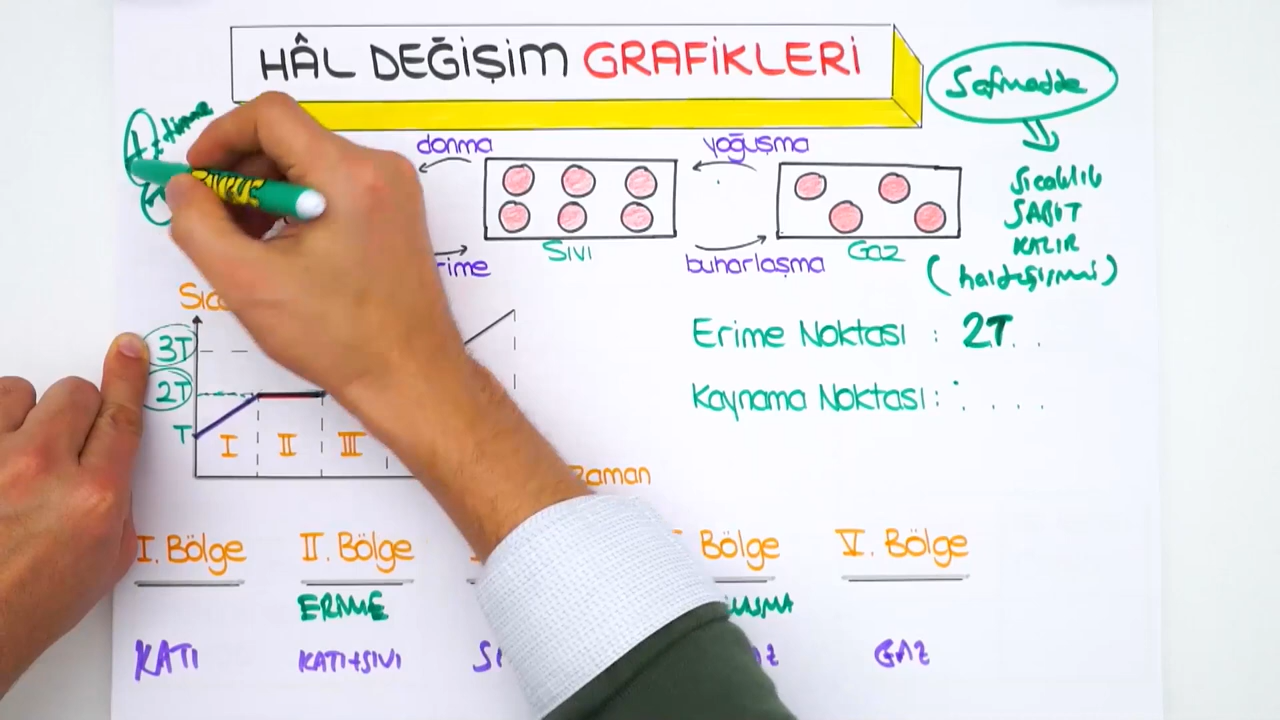 HÂL DEĞİŞİM GRAFİKLERİ
Safmadde
Sıcaklık
SABİT
KALIR
(haldeğişimi)
donma
yoğuşma
Sıvı
buharlaşma
Gaz
Erime Noktası : 2T . .
Kaynama Noktası : . . . .
3T
2T
T
I II III
Zaman
I. Bölge II. Bölge Bölge V. Bölge
ERİME
KATI KATI+SIVI GAZ